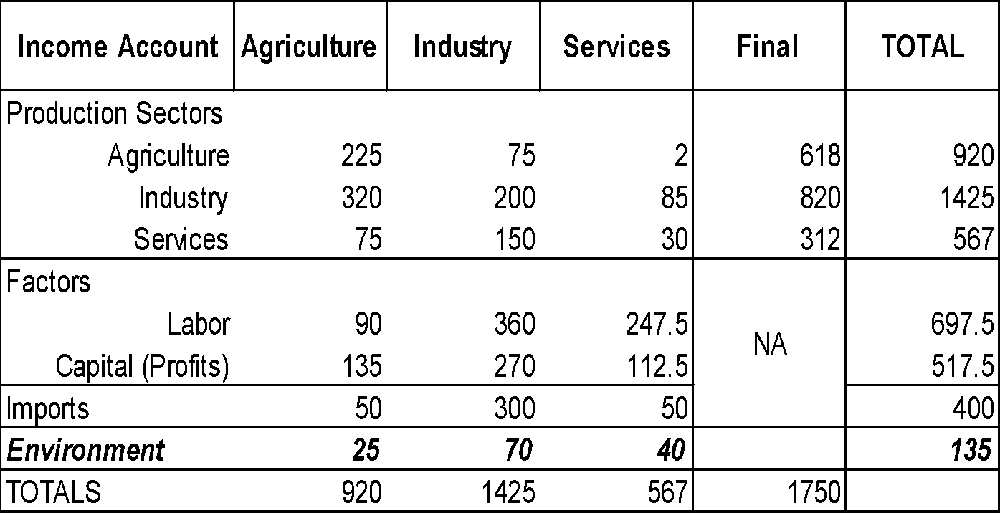 Income Account Agriculture Industry Services Final TOTAL
Production Sectors
Agriculture 225 75 2 618 920
Industry 320 200 85 820 1425
Services 75 150 30 312 567
Factors
Labor 90 360 247.5 697.5
NA
Capital (Profits) 135 270 112.5 517.5
Imports 50 300 50 400
Environment 25 70 40 135
TOTALS 920 1425 567 1750